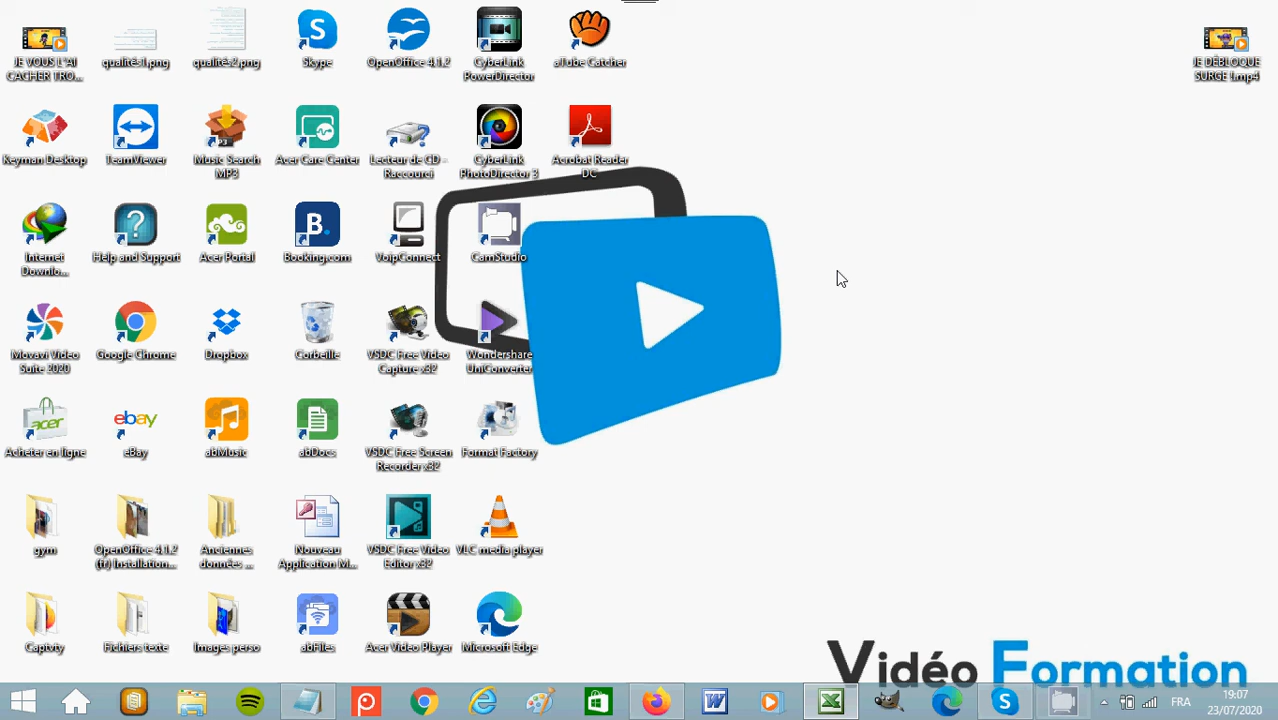 JE VOUS L'AI
CACHER TRO...
qualités1.png
qualités2.png
Skype
OpenOffice 4.1.2
CyberLink
PowerDirector
aTube Catcher
JE DÉBLOQUE
SURGE !.mp4
Keyman Desktop
TeamViewer
Music Search
MP3
Acer Care Center
Lecteur de CD -
Raccourci
CyberLink
PhotoDirector 3
Acrobat Reader
DC
Internet
Downlo...
Help and Support
Acer Portal
B.
Booking.com
VoipConnect
CamStudio
Movavi Video
Suite 2020
Google Chrome
Dropbox
Corbeille
VSDC Free Video
Capture x32
Wondershare
UniConverter
acer
Acheter en ligne
ebay
eBay
abMusic
abDocs
VSDC Free Screen
Recorder x32
Format Factory
gym
OpenOffice 4.1.2
(fr) Installation...
Anciennes
données ...
Nouveau
Application M...
VSDC Free Video
Editor x32
VLC media player
Captvty
Fichiers texte
Images perso
abFiles
Acer Video Player
Microsoft Edge
Vidéo Formation
FRA
19:07
23/07/2020